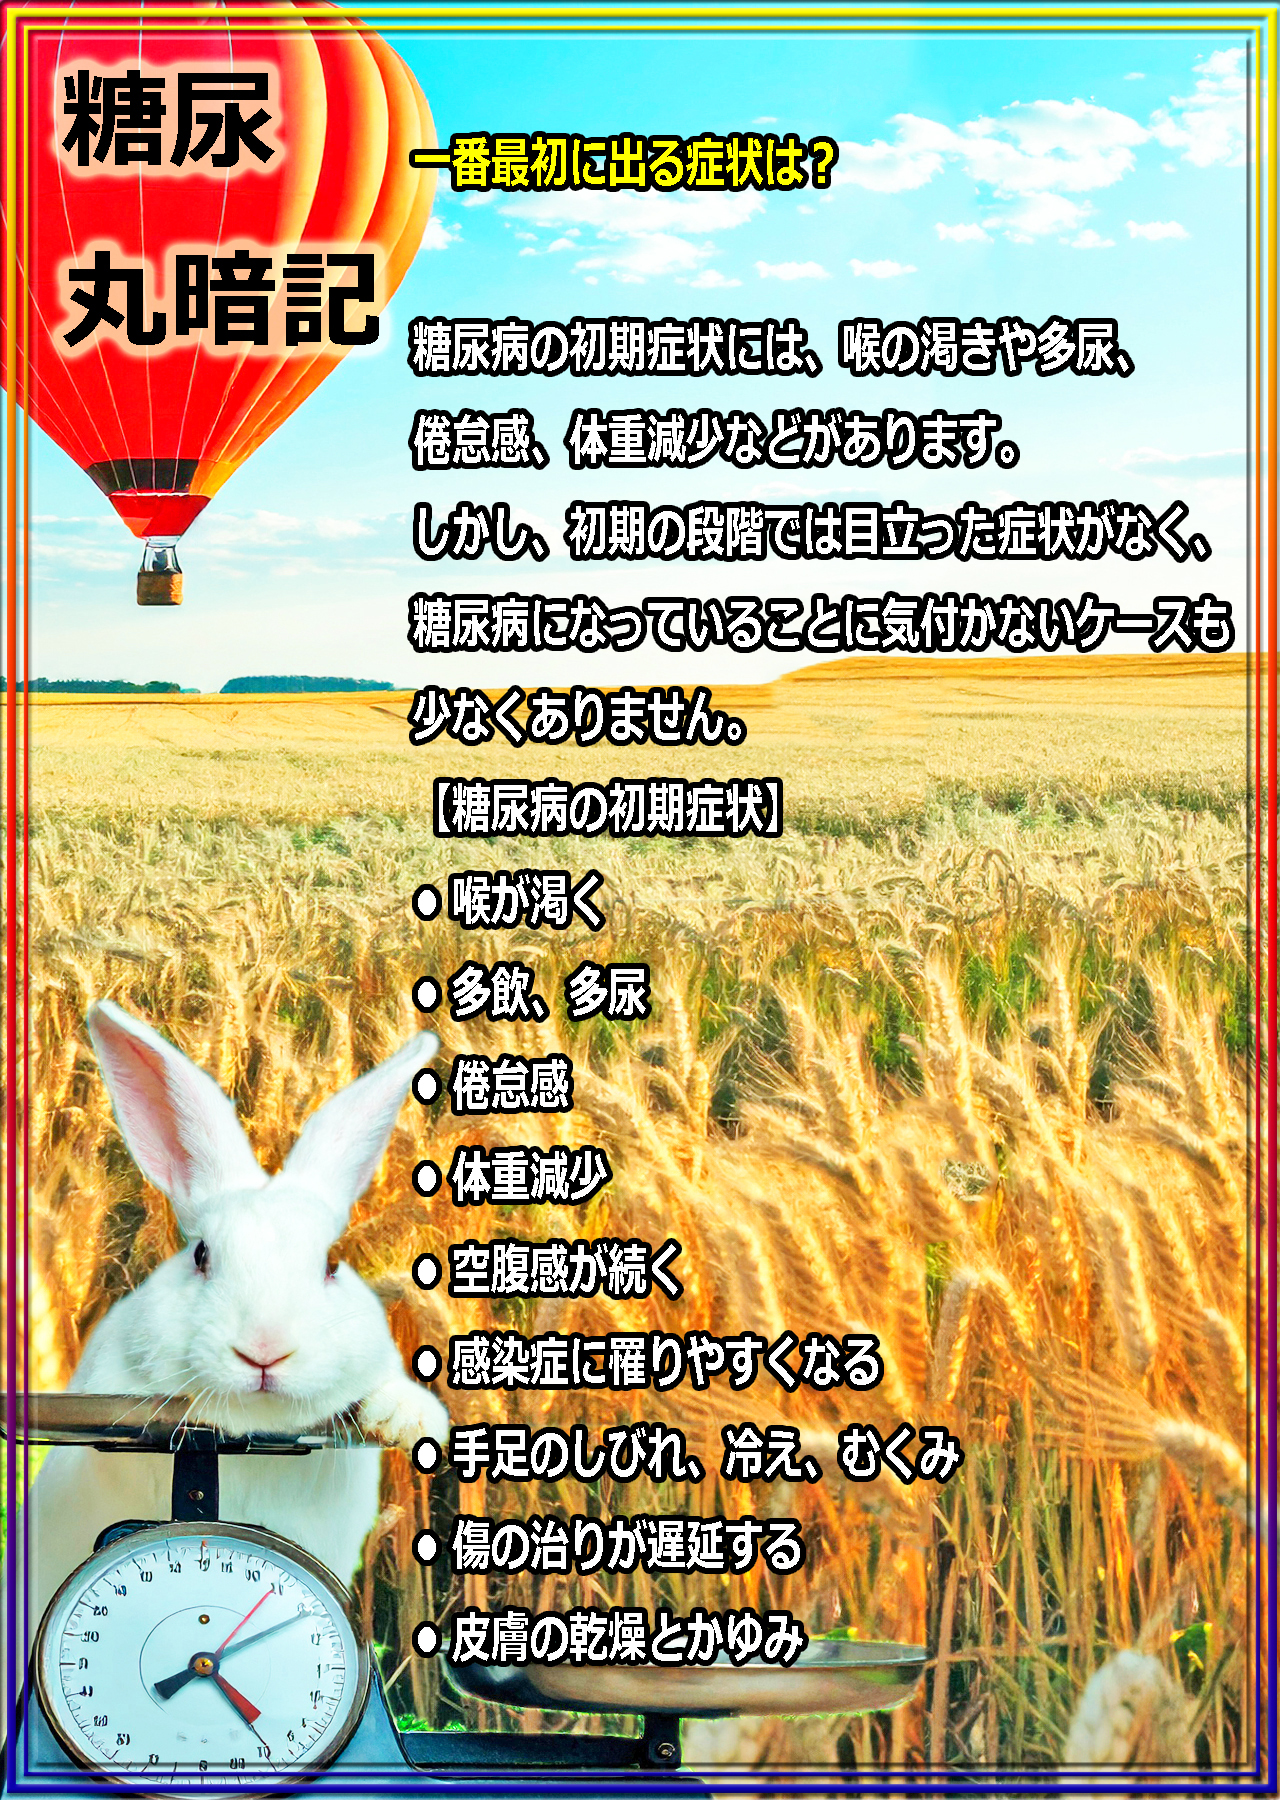 糖尿
丸暗記
一番最初に出る症状は？
糖尿病の初期症状には、喉の渇きや多尿、
倦怠感、体重減少などがあります。
しかし、初期の段階では目立った症状がなく、
糖尿病になっていることに気付かないケースも
少なくありません。
【糖尿病の初期症状】
● 喉が渇く
● 多飲、多尿
● 倦怠感
● 体重減少
● 空腹感が続く
● 感染症に罹りやすくなる
● 手足のしびれ、冷え、むくみ
● 傷の治りが遅延する
● 皮膚の乾燥とかゆみ